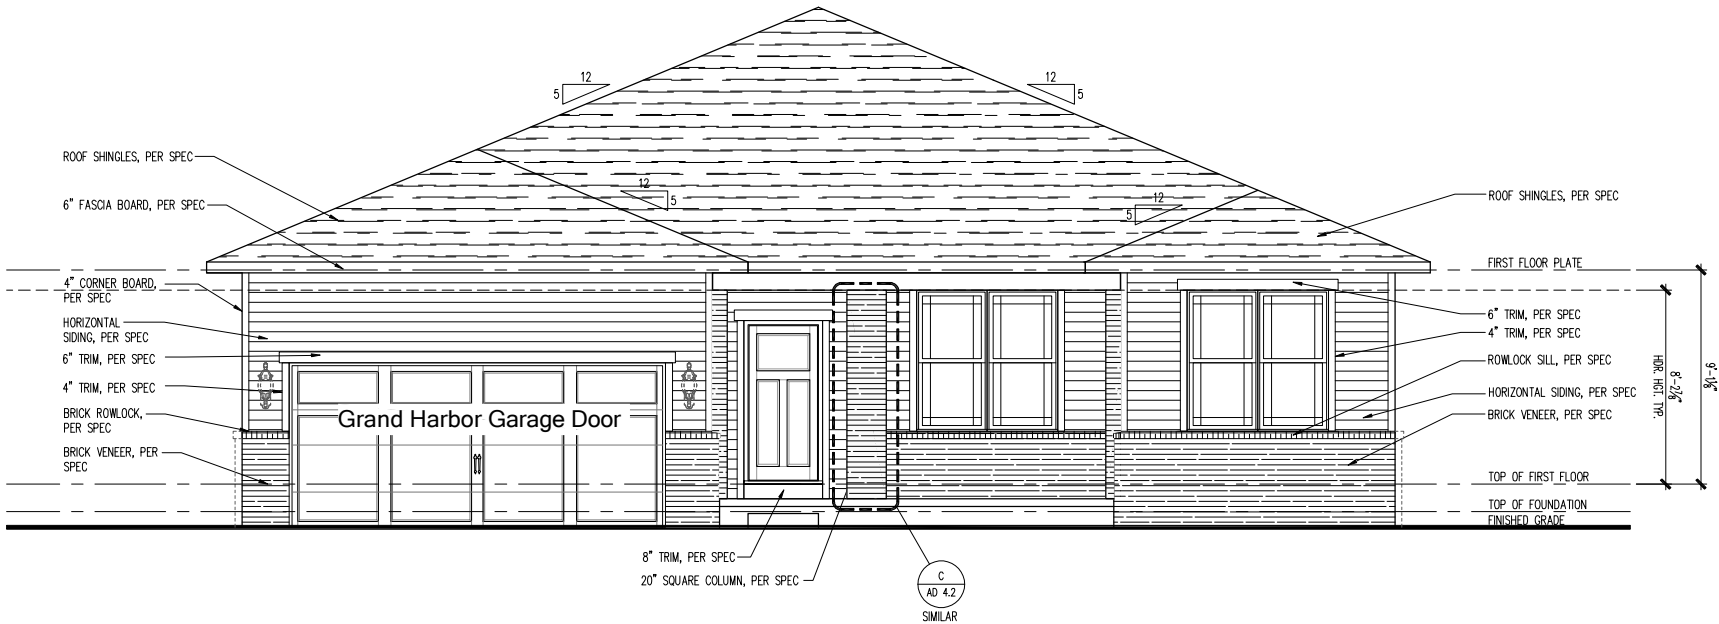 12
5
12
5
ROOF SHINGLES, PER SPEC
6" FASCIA BOARD, PER SPEC
12
5
12
5
ROOF SHINGLES, PER SPEC
4" CORNER BOARD,
PER SPEC
HORIZONTAL
SIDING, PER SPEC
6" TRIM, PER SPEC
4" TRIM, PER SPEC
BRICK ROWLOCK,
PER SPEC
BRICK VENEER, PER
SPEC
Grand Harbor Garage Door
FIRST FLOOR PLATE
6" TRIM, PER SPEC
4" TRIM, PER SPEC
ROWLOCK SILL, PER SPEC
HORIZONTAL SIDING, PER SPEC
BRICK VENEER, PER SPEC
TOP OF FIRST FLOOR
TOP OF FOUNDATION
FINISHED GRADE
HDR. HGT. TYP.
8'-2⅞"
9'-1⅛"
8" TRIM, PER SPEC
20" SQUARE COLUMN, PER SPEC
C
AD 4.2
SIMILAR